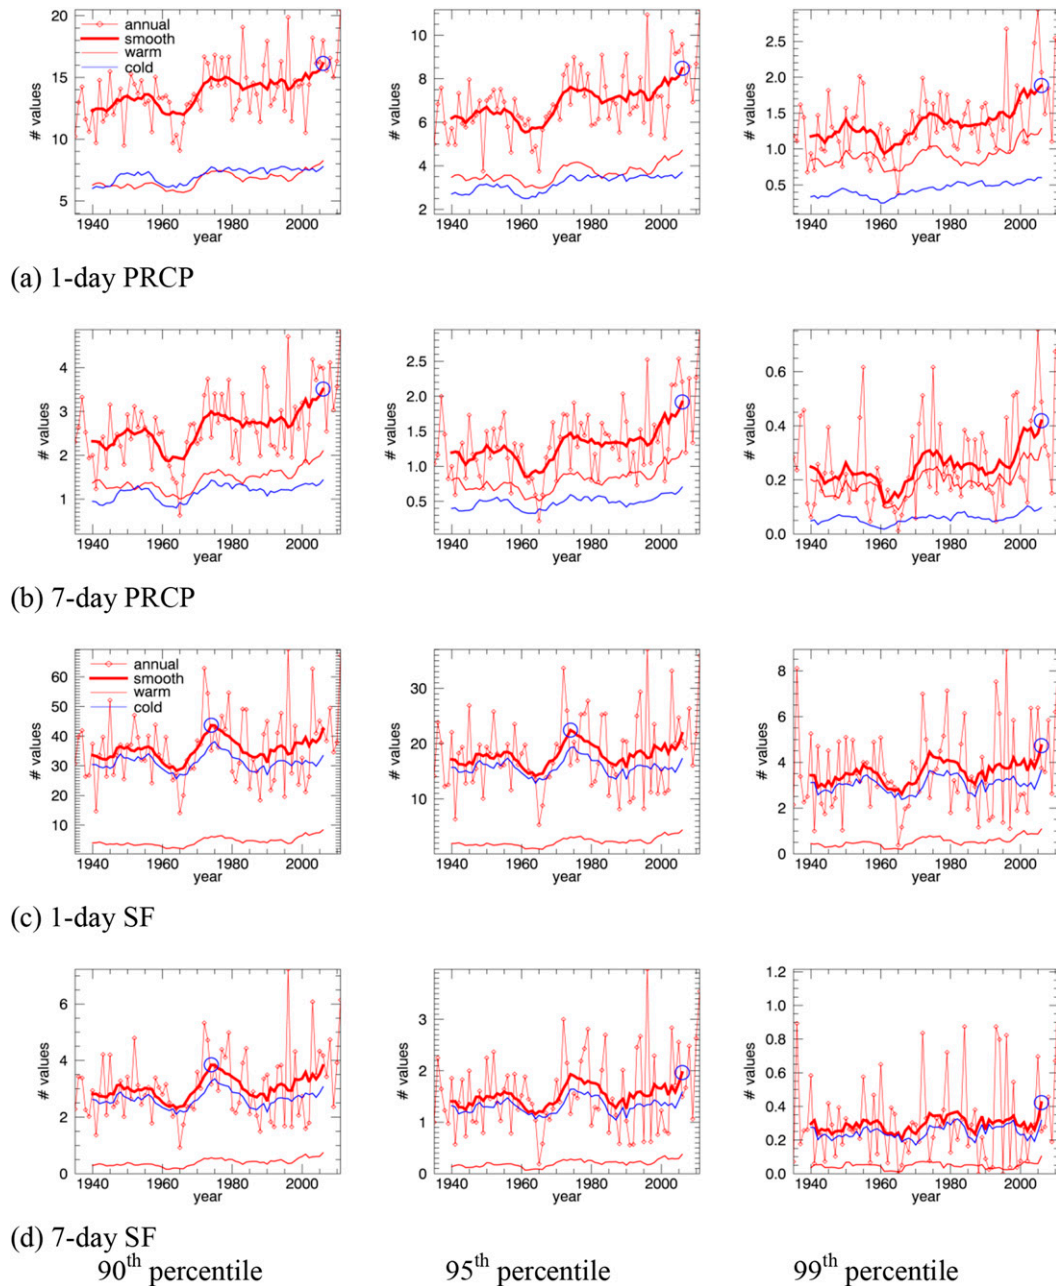 annual
smooth
warm
cold
# values
20
15
10
5
1940 1960 1980 2000
year
# values
10
8
6
4
2
1940 1960 1980 2000
year
# values
2.5
2.0
1.5
1.0
0.5
1940 1960 1980 2000
year
(a) 1-day PRCP
# values
4
3
2
1
1940 1960 1980 2000
year
# values
2.5
2.0
1.5
1.0
0.5
0.0
1940 1960 1980 2000
year
# values
0.6
0.4
0.2
0.0
1940 1960 1980 2000
year
(b) 7-day PRCP
annual
smooth
warm
cold
# values
60
50
40
30
20
10
1940 1960 1980 2000
year
# values
30
20
10
1940 1960 1980 2000
year
# values
8
6
4
2
0
1940 1960 1980 2000
year
(c) 1-day SF
# values
6
4
2
0
1940 1960 1980 2000
year
# values
3
2
1
0
1940 1960 1980 2000
year
# values
1.2
1.0
0.8
0.6
0.4
0.2
0.0
1940 1960 1980 2000
year
(d) 7-day SF
90th percentile 95th percentile 99th percentile